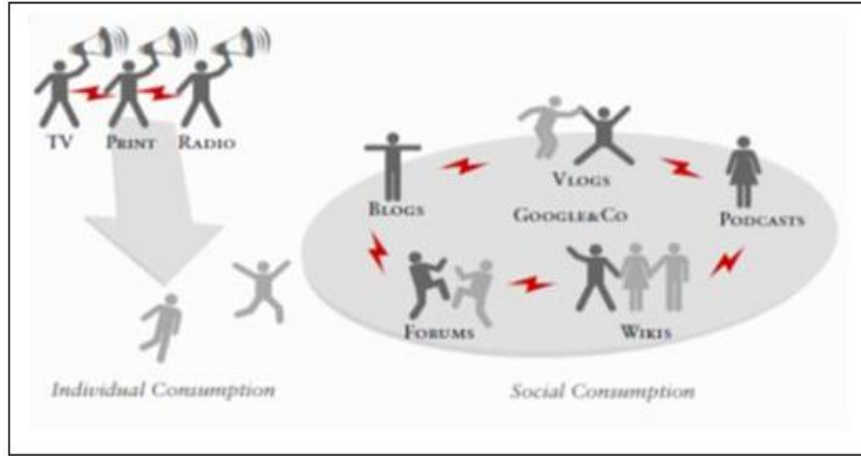 TV PRINT RADIO
VLOGS
BLOGS
GOOGLE&CO
PODCASTS
FORUMS
WIKIS
Individual Consumption
Social Consumption